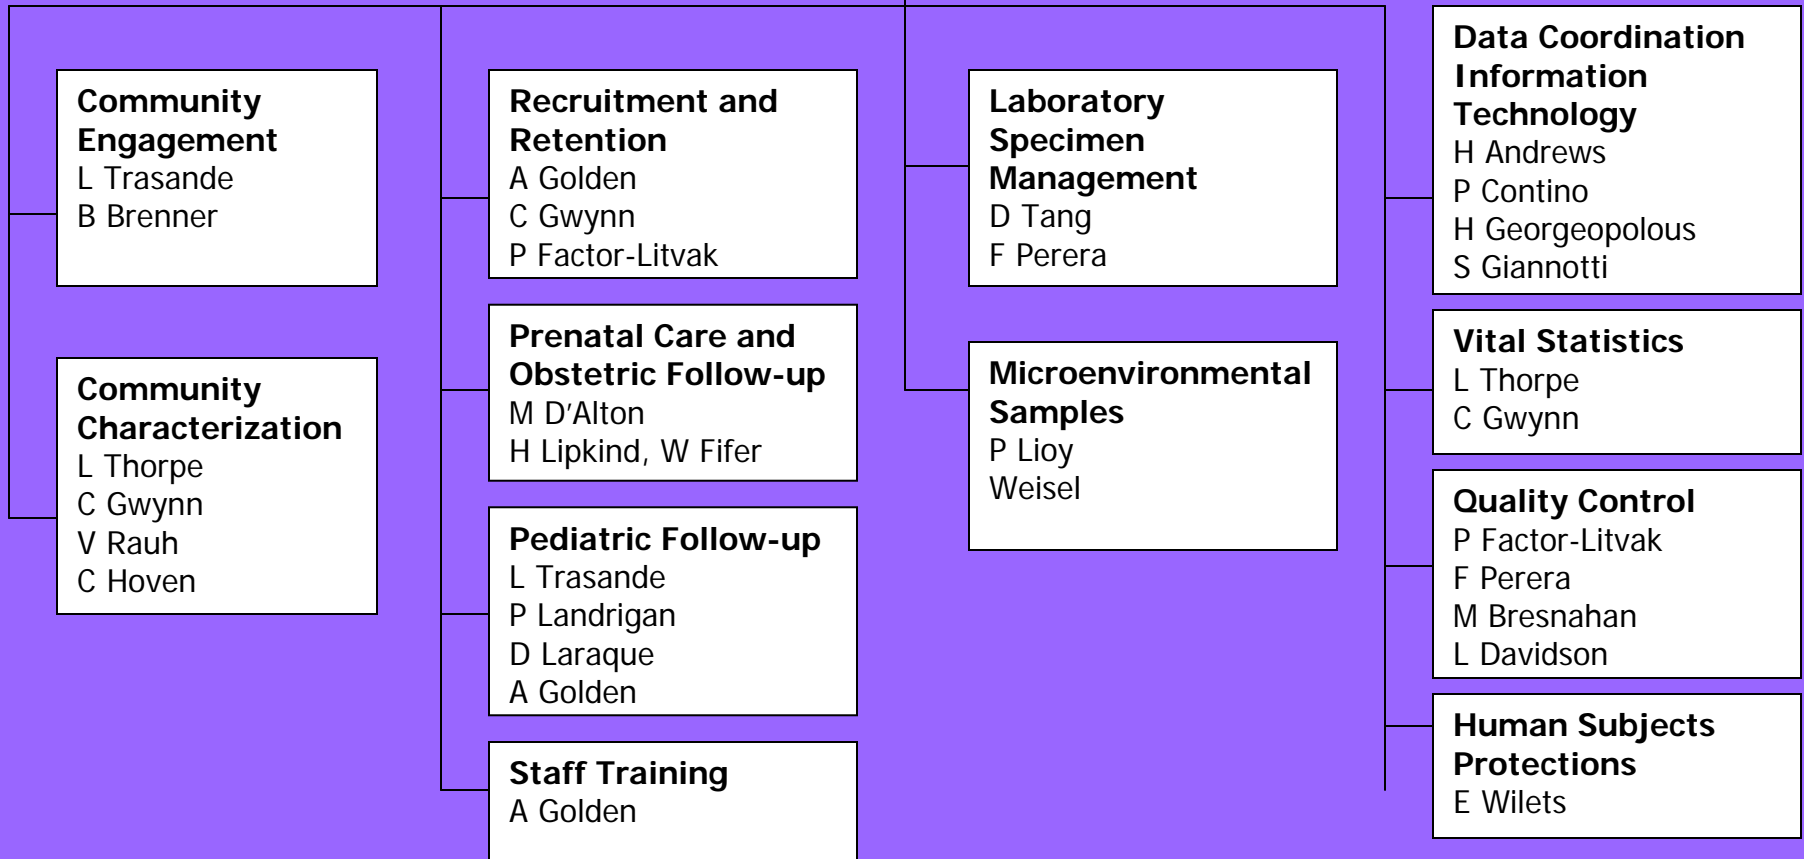 Community
Engagement
L Trasande
B Brenner
Community
Characterization
L Thorpe
C Gwynn
V Rauh
C Hoven
Recruitment and
Retention
A Golden
C Gwynn
P Factor-Litvak
Prenatal Care and
Obstetric Follow-up
M D’Alton
H Lipkind, W Fifer
Pediatric Follow-up
L Trasande
P Landrigan
D Laraque
A Golden
Staff Training
A Golden
Laboratory
Specimen
Management
D Tang
F Perera
Microenvironmental
Samples
P Lioy
Weisel
Data Coordination
Information
Technology
H Andrews
P Contino
H Georgeopolous
S Giannotti
Vital Statistics
L Thorpe
C Gwynn
Quality Control
P Factor-Litvak
F Perera
M Bresnahan
L Davidson
Human Subjects
Protections
E Wilets